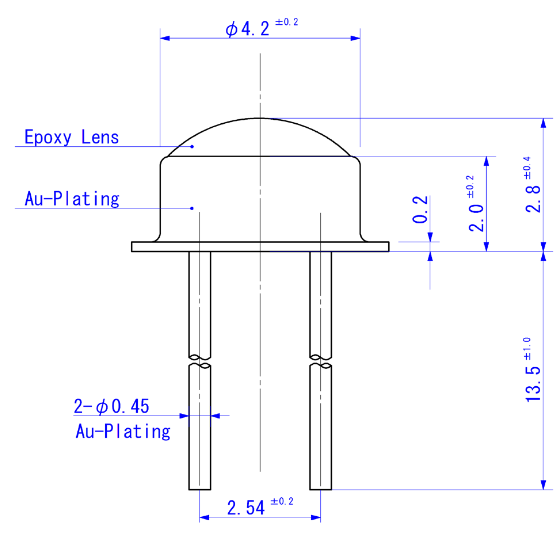 φ4.2 ±0.2
Epoxy Lens
Au-Plating
0.2
2.0 ±0.2
2.8 ±0.4
13.5 ±1.0
2-φ0.45
Au-Plating
2.54 ±0.2